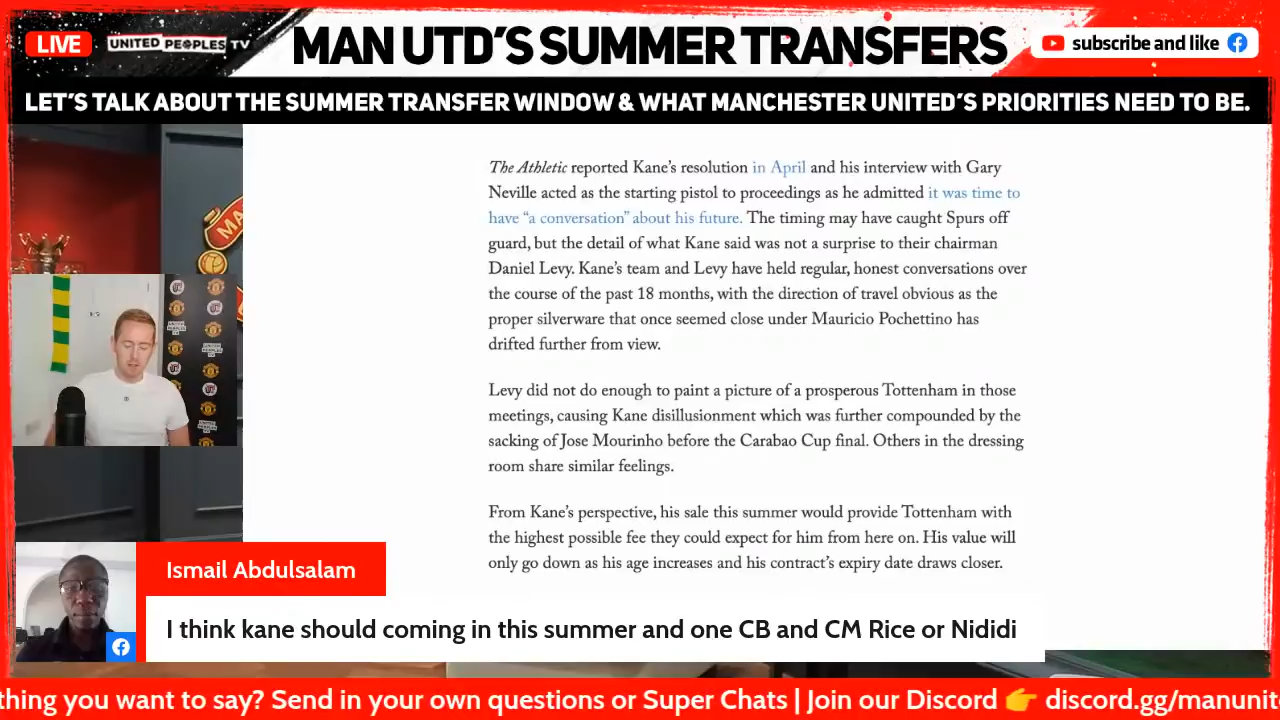 LIVE
UNITED PEOPLES TV
MAN UTD'S SUMMER TRANSFERS
subscribe and like
LET'S TALK ABOUT THE SUMMER TRANSFER WINDOW & WHAT MANCHESTER UNITED'S PRIORITIES NEED TO BE.
The Athletic reported Kane's resolution in April and his interview with Gary
Neville acted as the starting pistol to proceedings as he admitted it was time to
have “a conversation” about his future. The timing may have caught Spurs off
guard, but the detail of what Kane said was not a surprise to their chairman
Daniel Levy. Kane's team and Levy have held regular, honest conversations over
the course of the past 18 months, with the direction of travel obvious as the
proper silverware that once seemed close under Mauricio Pochettino has
drifted further from view.
Levy did not do enough to paint a picture of a prosperous Tottenham in those
meetings, causing Kane disillusionment which was further compounded by the
sacking of Jose Mourinho before the Carabao Cup final. Others in the dressing
room share similar feelings.
From Kane's perspective, his sale this summer would provide Tottenham with
the highest possible fee they could expect for him from here on. His value will
only go down as his age increases and his contract's expiry date draws closer.
Ismail Abdulsalam
I think kane should coming in this summer and one CB and CM Rice or Nididi
thing you want to say? Send in your own questions or Super Chats | Join our Discord 👉 discord.gg/manunit